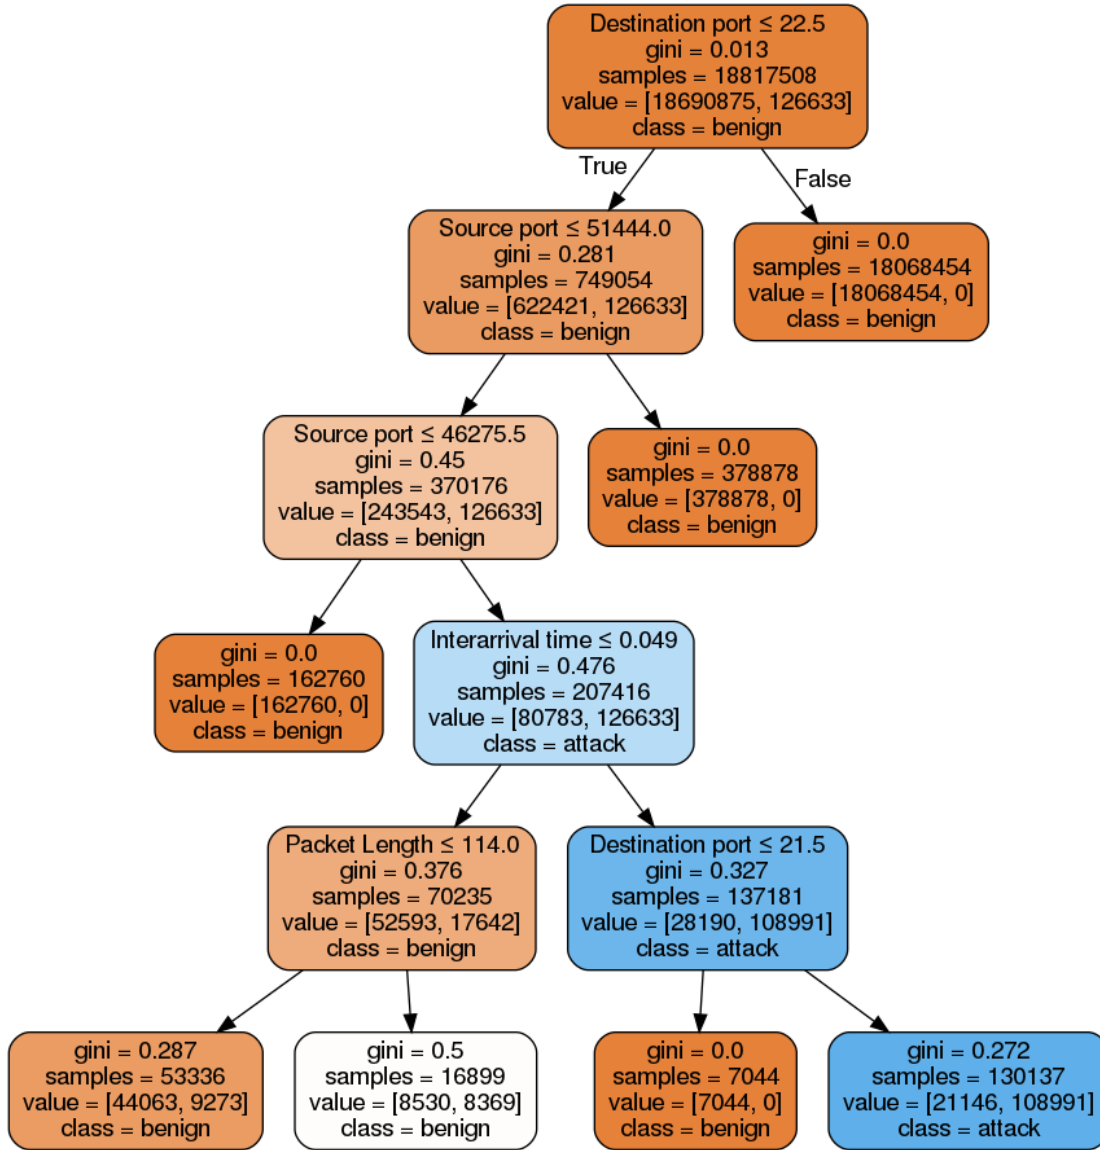 Destination port ≤ 22.5
gini = 0.013
samples = 18817508
value = [18690875, 126633]
class = benign
True
False
Source port ≤ 51444.0
gini = 0.281
samples = 749054
value = [622421, 126633]
class = benign
gini = 0.0
samples = 18068454
value = [18068454, 0]
class = benign
Source port ≤ 46275.5
gini = 0.45
samples = 370176
value = [243543, 126633]
class = benign
gini = 0.0
samples = 378878
value = [378878, 0]
class = benign
gini = 0.0
samples = 162760
value = [162760, 0]
class = benign
Interarrival time ≤ 0.049
gini = 0.476
samples = 207416
value = [80783, 126633]
class = attack
Packet Length ≤ 114.0
gini = 0.376
samples = 70235
value = [52593, 17642]
class = benign
Destination port ≤ 21.5
gini = 0.327
samples = 137181
value = [28190, 108991]
class = attack
gini = 0.287
samples = 53336
value = [44063, 9273]
class = benign
gini = 0.5
samples = 16899
value = [8530, 8369]
class = benign
gini = 0.0
samples = 7044
value = [7044, 0]
class = benign
gini = 0.272
samples = 130137
value = [21146, 108991]
class = attack